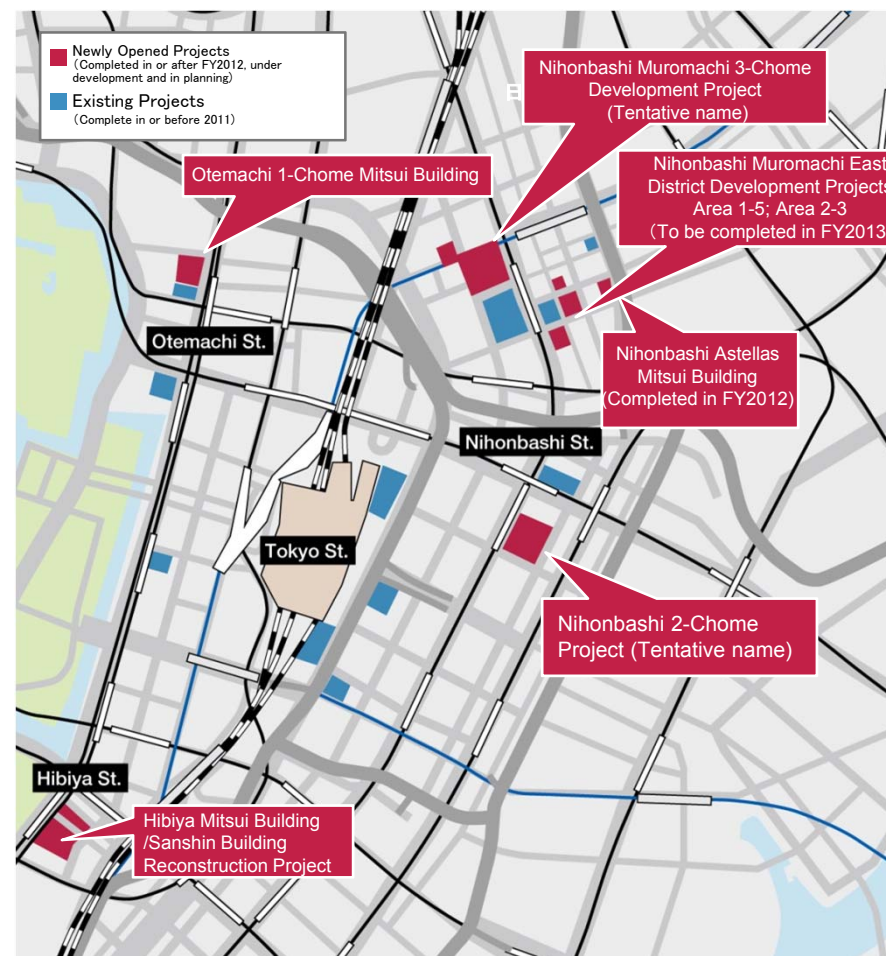 Newly Opened Projects
(Completed in or after FY2012, under
development and in planning)
Existing Projects
(Complete in or before 2011)
Nihonbashi Muromachi 3-Chome
Development Project
(Tentative name)
Otemachi 1-Chome Mitsui Building
Nihonbashi Muromachi East
District Development Projects
Area 1-5; Area 2-3
(To be completed in FY2013
Otemachi St.
Nihonbashi Astellas
Mitsui Building
(Completed in FY2012)
Nihonbashi St.
Tokyo St.
Nihonbashi 2-Chome
Project (Tentative name)
Hibiya St.
Hibiya Mitsui Building
/Sanshin Building
Reconstruction Project